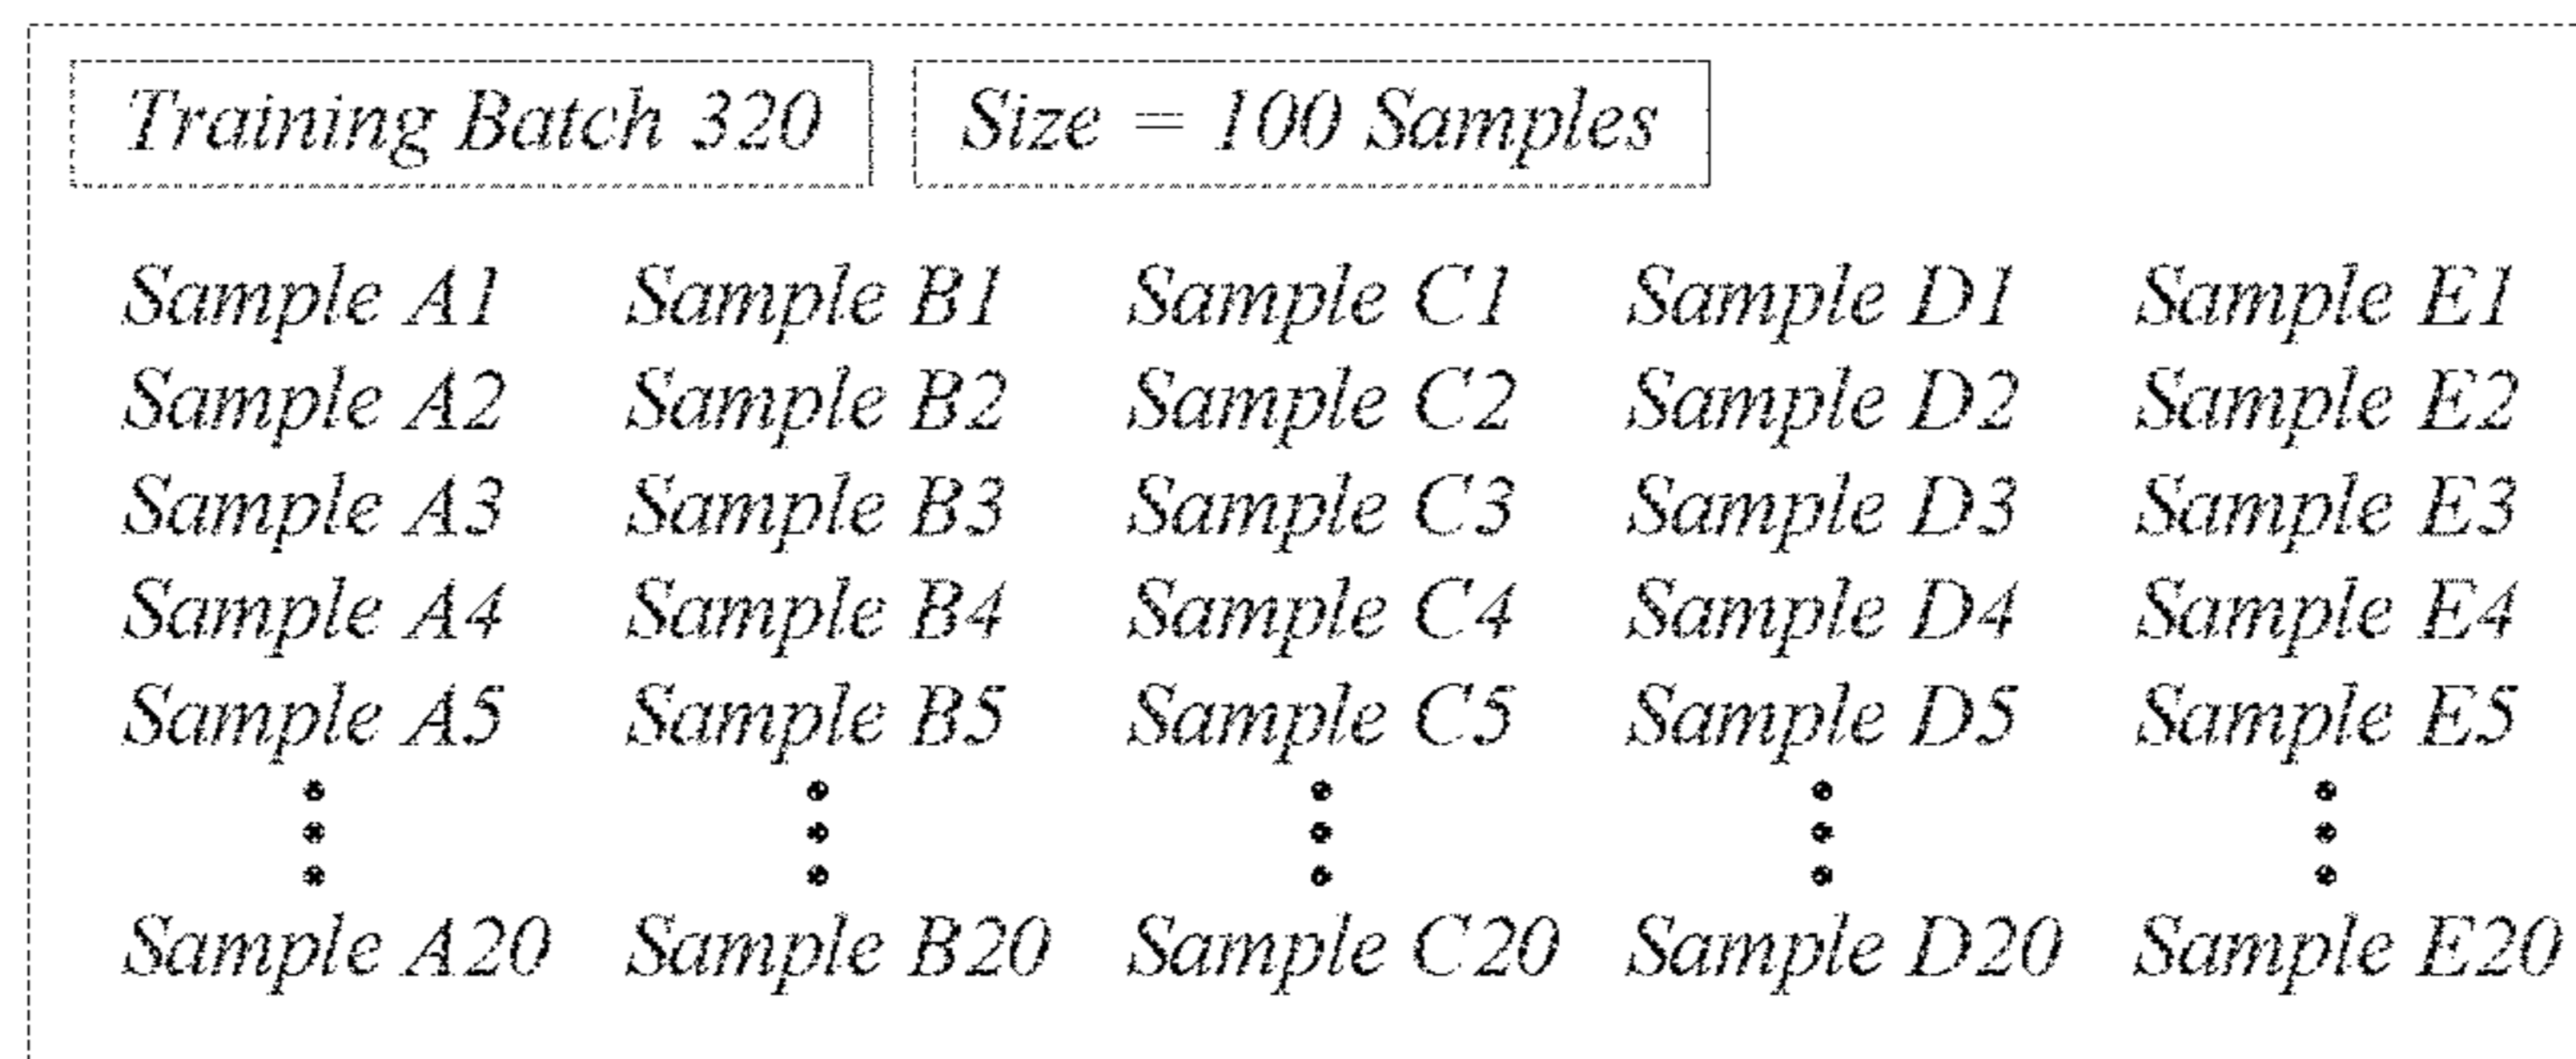 Training Batch 320 Size = 100 Samples
Sample A1 Sample B1 Sample C1 Sample D1 Sample E1
Sample A2 Sample B2 Sample C2 Sample D2 Sample E2
Sample A3 Sample B3 Sample C3 Sample D3 Sample E3
Sample A4 Sample B4 Sample C4 Sample D4 Sample E4
Sample A5 Sample B5 Sample C5 Sample D5 Sample E5
Sample A20 Sample B20 Sample C20 Sample D20 Sample E20